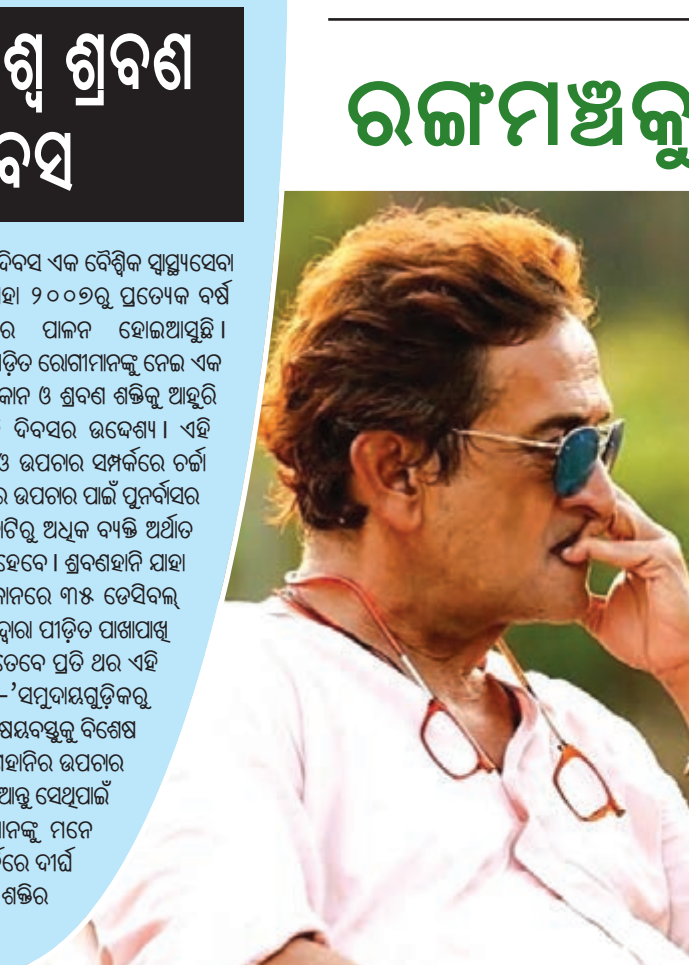 ଶ୍ୱ ଶ୍ରବଣ
ବସ
ଦିବସ ଏକ ବୈଶ୍ୱିକ ସ୍ୱାସ୍ଥ୍ୟସେବା
ହା ୨୦୦୭ରୁ ପ୍ରତ୍ୟେକ ବର୍ଷ
ର ପାଳନ ହୋଇଆସୁଛି।
ଡ଼ିତ ରୋଗୀମାନଙ୍କୁ ନେଇ ଏକ
କାନ ଓ ଶ୍ରବଣ ଶକ୍ତିକୁ ଆହୁରି
ଦିବସର ଉଦ୍ଦେଶ୍ୟ। ଏହି
ଓ ଉପଚାର ସମ୍ପର୍କରେ ଚର୍ଚ୍ଚା
ର ଉପଚାର ପାଇଁ ପୁନର୍ବାସର
ଟିରୁ ଅଧିକ ବ୍ୟକ୍ତି ଅର୍ଥାତ
ହେବେ। ଶ୍ରବଣହାନି ଯାହା
କାନରେ ୩୫ ଡେସିବଲ୍
ଦ୍ୱାରା ପୀଡ଼ିତ ପାଖାପାଖି
ତେବେ ପ୍ରତି ଥର ଏହି
-’ସମୁଦାୟଗୁଡ଼ିକରୁ
ଷୟବସ୍ତୁକୁ ବିଶେଷ
ହାନିର ଉପଚାର
ଆନ୍ତୁ ସେଥିପାଇଁ
ମାନଙ୍କୁ ମନେ
ରେ ଦୀର୍ଘ
ଶକ୍ତିର
ରଙ୍ଗମଞ୍ଚକୁ